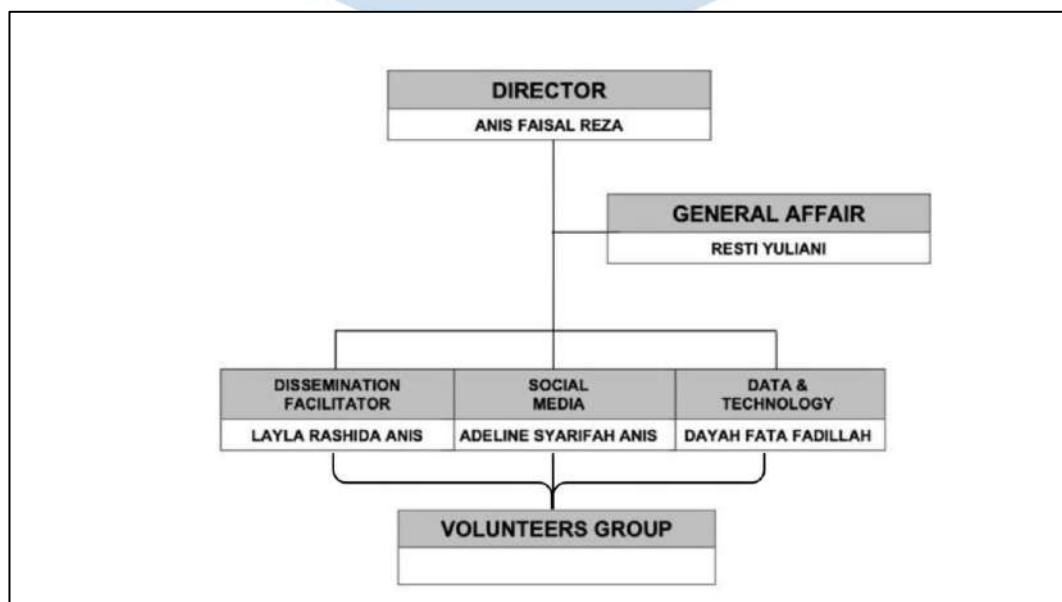 DIRECTOR
ANIS FAISAL REZA
GENERAL AFFAIR
RESTI YULIANI
DISSEMINATION
FACILITATOR
LAYLA RASHIDA ANIS
SOCIAL
MEDIA
ADELINE SYARIFAH ANIS
DATA &
TECHNOLOGY
DAYAH FATA FADILLAH
VOLUNTEERS GROUP